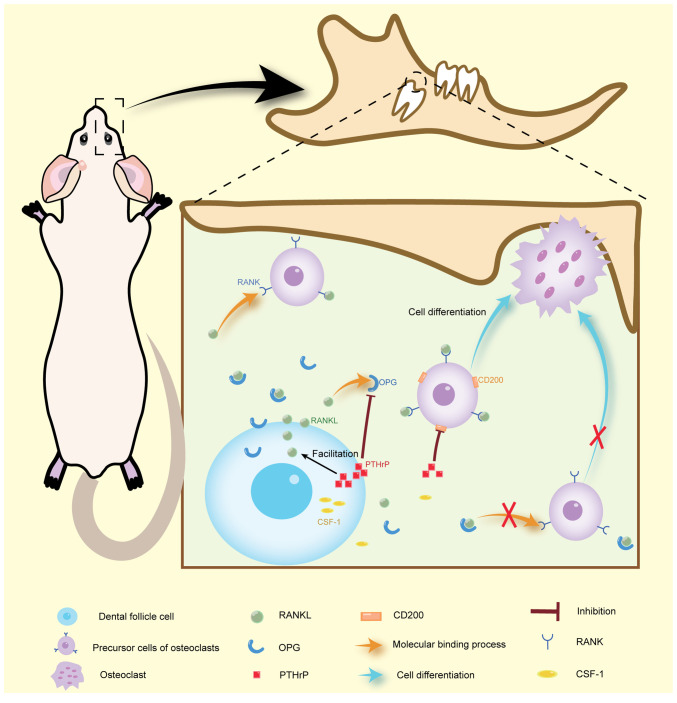 RANK
Cell differentiation
OPG
CD200
RANKL
Facilitation
PTHrP
CSF-1
Dental follicle cell
RANKL
CD200
Inhibition
Precursor cells of osteoclasts
OPG
Molecular binding process
RANK
Osteoclast
PTHrP
Cell differentiation
CSF-1